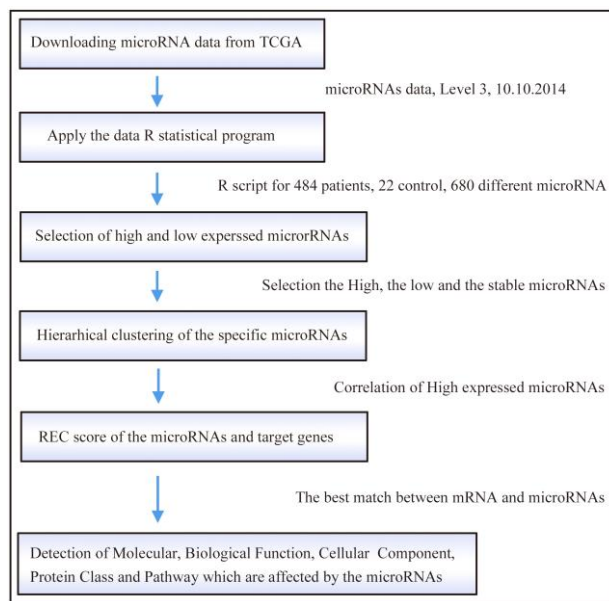 Downloading microRNA data from TCGA
microRNAs data, Level 3, 10.10.2014
Apply the data R statistical program
R script for 484 patients, 22 control, 680 different microRNA
Selection of high and low experssed microrRNAs
Selection the High, the low and the stable microRNAs
Hierarhical clustering of the specific microRNAs
Correlation of High expressed microRNAs
REC score of the microRNAs and target genes
The best match between mRNA and microRNAs
Detection of Molecular, Biological Function, Cellular Component,
Protein Class and Pathway which are affected by the microRNAs